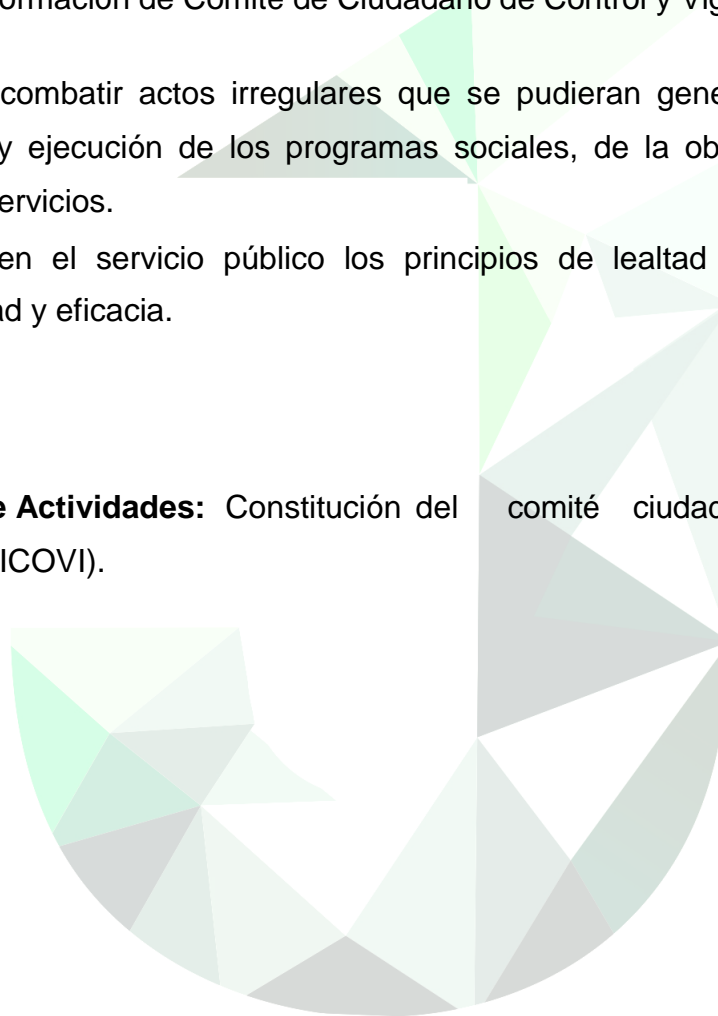 ormación de Comité de Ciudadano de Control y Vig
combatir actos irregulares que se pudieran gene
y ejecución de los programas sociales, de la ob
ervicios.
en el servicio público los principios de lealtad
ad y eficacia.
e Actividades: Constitución del comité ciudad
ICOVI).